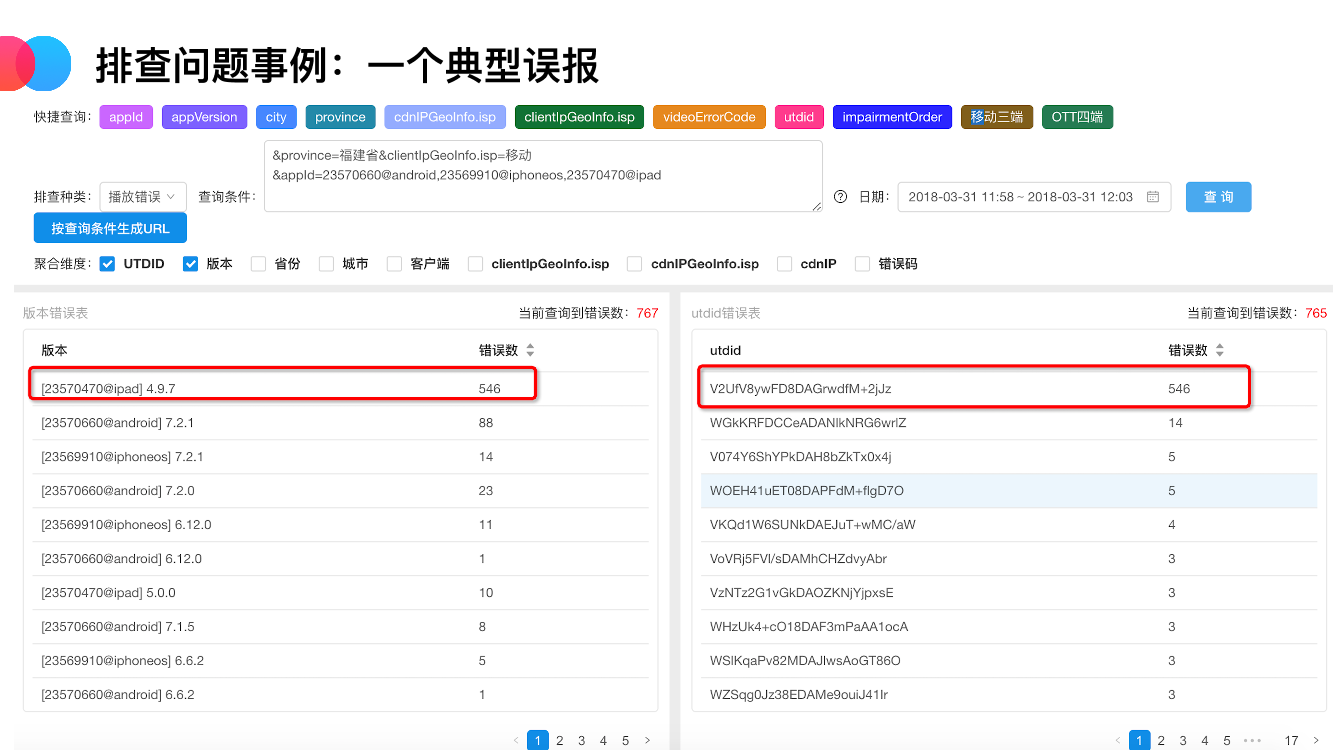 排查问题事例：一个典型误报
快捷查询： appId appVersion city province cdnIPGeoInfo.isp clientIpGeoInfo.isp videoErrorCode utdid impairmentOrder 移动三端 OTT四端
&province=福建省&clientIpGeoInfo.isp=移动
&appId=23570660@android,23569910@iphoneos,23570470@ipad
排查种类： 播放错误 查询条件： 日期： 2018-03-31 11:58 ~ 2018-03-31 12:03 查 询
按查询条件生成URL
聚合维度： UTDID 版本 省份 城市 客户端 clientIpGeoInfo.isp cdnIPGeoInfo.isp cdnIP 错误码
版本错误表 当前查询到错误数：767
版本 错误数
[23570470@ipad] 4.9.7 546
[23570660@android] 7.2.1 88
[23569910@iphoneos] 7.2.1 14
[23570660@android] 7.2.0 23
[23569910@iphoneos] 6.12.0 11
[23570660@android] 6.12.0 1
[23570470@ipad] 5.0.0 10
[23570660@android] 7.1.5 8
[23569910@iphoneos] 6.6.2 5
[23570660@android] 6.6.2 1
< 1 2 3 4 5 >
utdid错误表 当前查询到错误数：765
utdid 错误数
V2UfV8ywFD8DAGrwdfM+2jJz 546
WGkKRFDCCeADANlkNRG6wrlZ 14
V074Y6ShYPkDAH8bZkTx0x4j 5
WOEH41uET08DAPFdM+flgD7O 5
VKQd1W6SUNkDAEJuT+wMC/aW 4
VoVRj5FVl/sDAMhCHZdvyAbr 3
VzNTz2G1vGkDAOZKNjYjpxsE 3
WHzUk4+cO18DAF3mPaAA1ocA 3
WSlKqaPv82MDAJlwsAoGT86O 3
WZSqg0Jz38EDAMe9ouiJ41lr 3
< 1 2 3 4 5 ••• 17 >